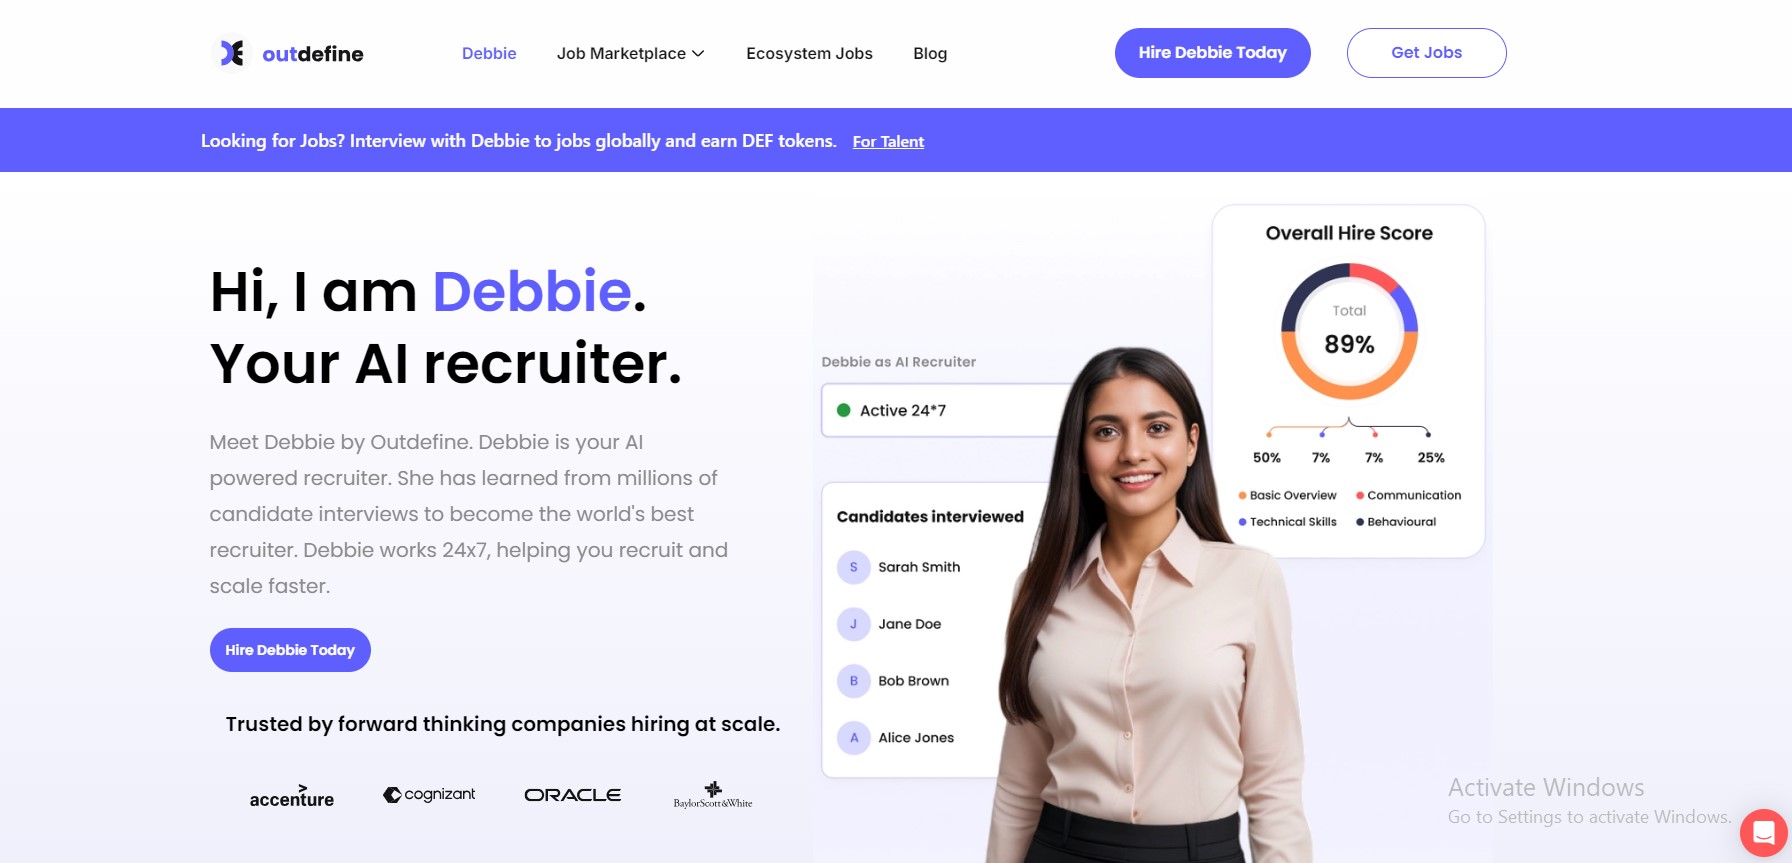 outdefine
Debbie
Job Marketplace
Ecosystem Jobs
Blog
Hire Debbie Today
Get Jobs
Looking for Jobs? Interview with Debbie to jobs globally and earn DEF tokens.
For Talent
Hi, I am Debbie.
Your AI recruiter.
Meet Debbie by Outdefine. Debbie is your AI
powered recruiter. She has learned from millions of
candidate interviews to become the world's best
recruiter. Debbie works 24x7, helping you recruit and
scale faster.
Hire Debbie Today
Trusted by forward thinking companies hiring at scale.
accenture
cognizant
ORACLE
BaylorScott&White
Debbie as AI Recruiter
Active 24*7
Candidates interviewed
S Sarah Smith
J Jane Doe
B Bob Brown
A Alice Jones
Overall Hire Score
Total
89%
50% 7% 7% 25%
Basic Overview Communication
Technical Skills Behavioural
Activate Windows
Go to Settings to activate Windows.